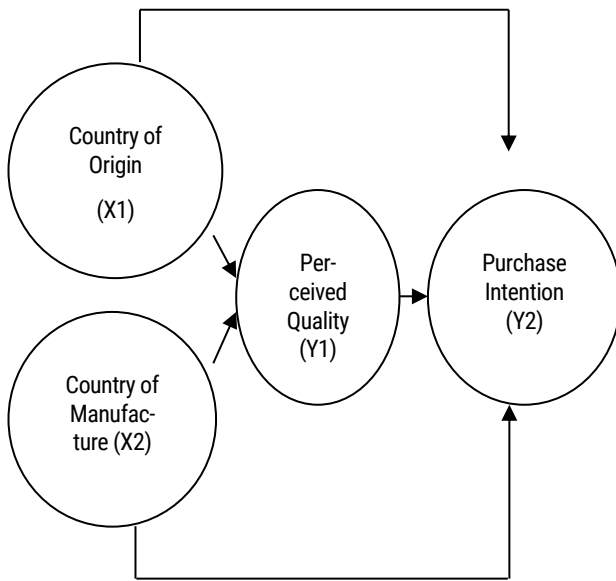 Country of
Origin
(X1)
Per-
ceived
Quality
(Y1)
Purchase
Intention
(Y2)
Country of
Manufac-
ture (X2)